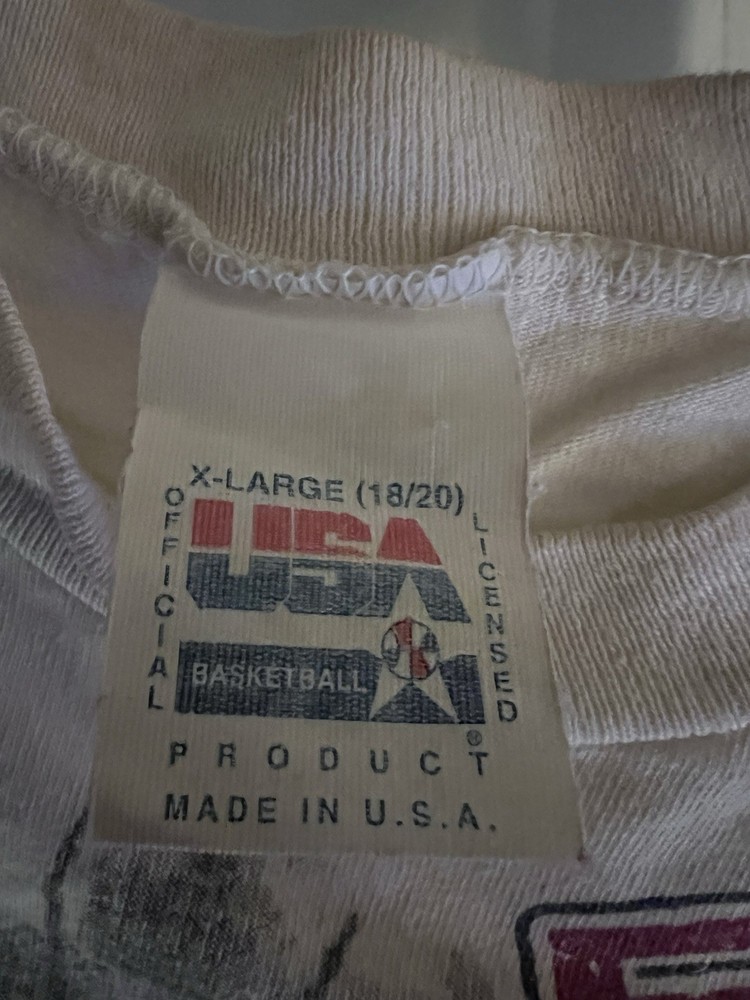 X-LARGE (18/20)
OFFICIAL
USA
BASKETBALL
LICENSED
®
PRODUCT
MADE IN U.S.A.